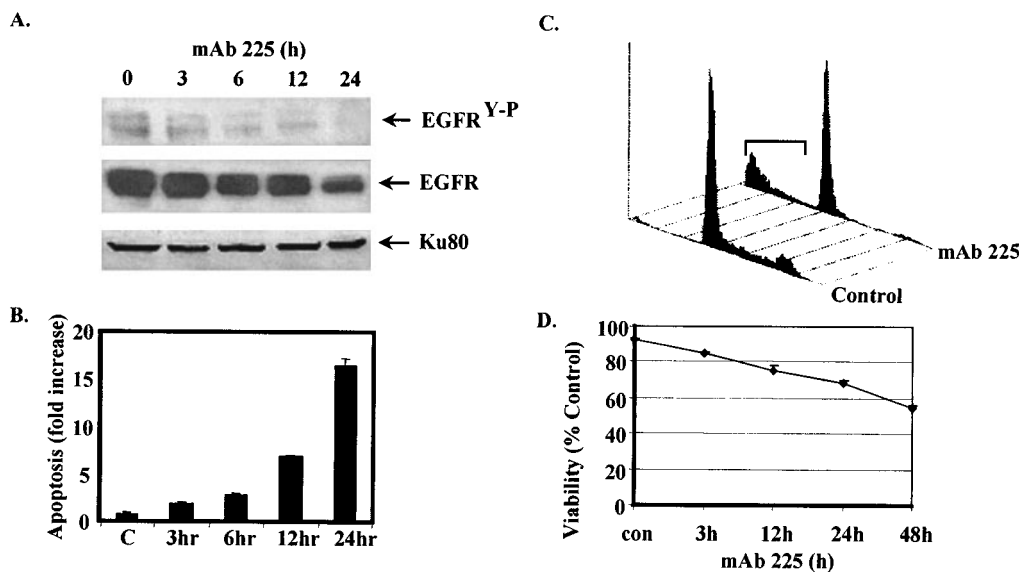 A.
mAb 225 (h)
0 3 6 12 24
EGFR Y-P
EGFR
Ku80
B.
Apoptosis (fold increase)
20
15
10
5
0
C 3hr 6hr 12hr 24hr
C.
mAb 225
Control
D.
Viability (% Control)
100
80
60
40
20
0
con 3h 12h 24h 48h
mAb 225 (h)